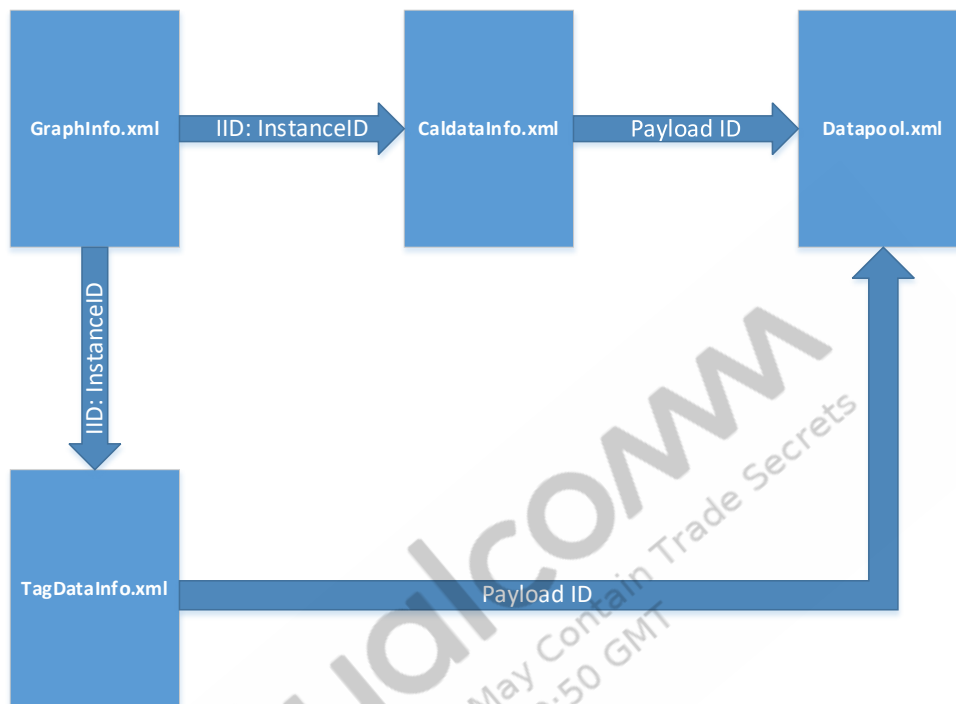 GraphInfo.xml
IID: InstanceID
CaldataInfo.xml
Payload ID
Datapool.xml
IID: InstanceID
TagDataInfo.xml
Payload ID
ualcomm
May Contain Trade Secrets
:50 GMT